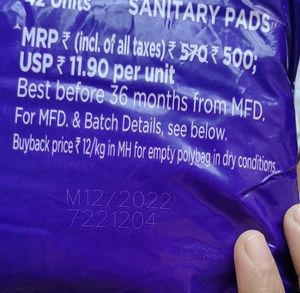 42 Units SANITARY PADS
MRP ₹ (incl. of all taxes) ₹ 570 ₹ 500;
USP ₹ 11.90 per unit
Best before 36 months from MFD.
For MFD. & Batch Details, see below.
Buyback price ₹ 12/kg in MH for empty polybag in dry conditions
M12/2022
7221204